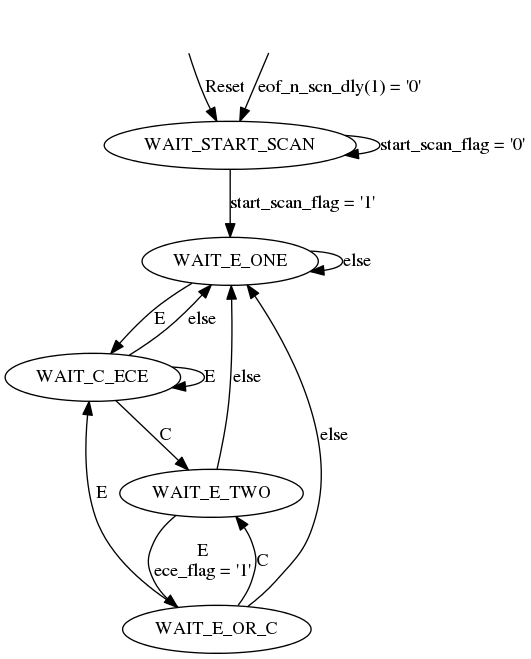 Reset
eof_n_scn_dly(1) = '0'
WAIT_START_SCAN
start_scan_flag = '0'
start_scan_flag = '1'
WAIT_E_ONE
else
E
else
WAIT_C_ECE
E
else
C
else
WAIT_E_TWO
E
E
ece_flag = '1'
C
WAIT_E_OR_C